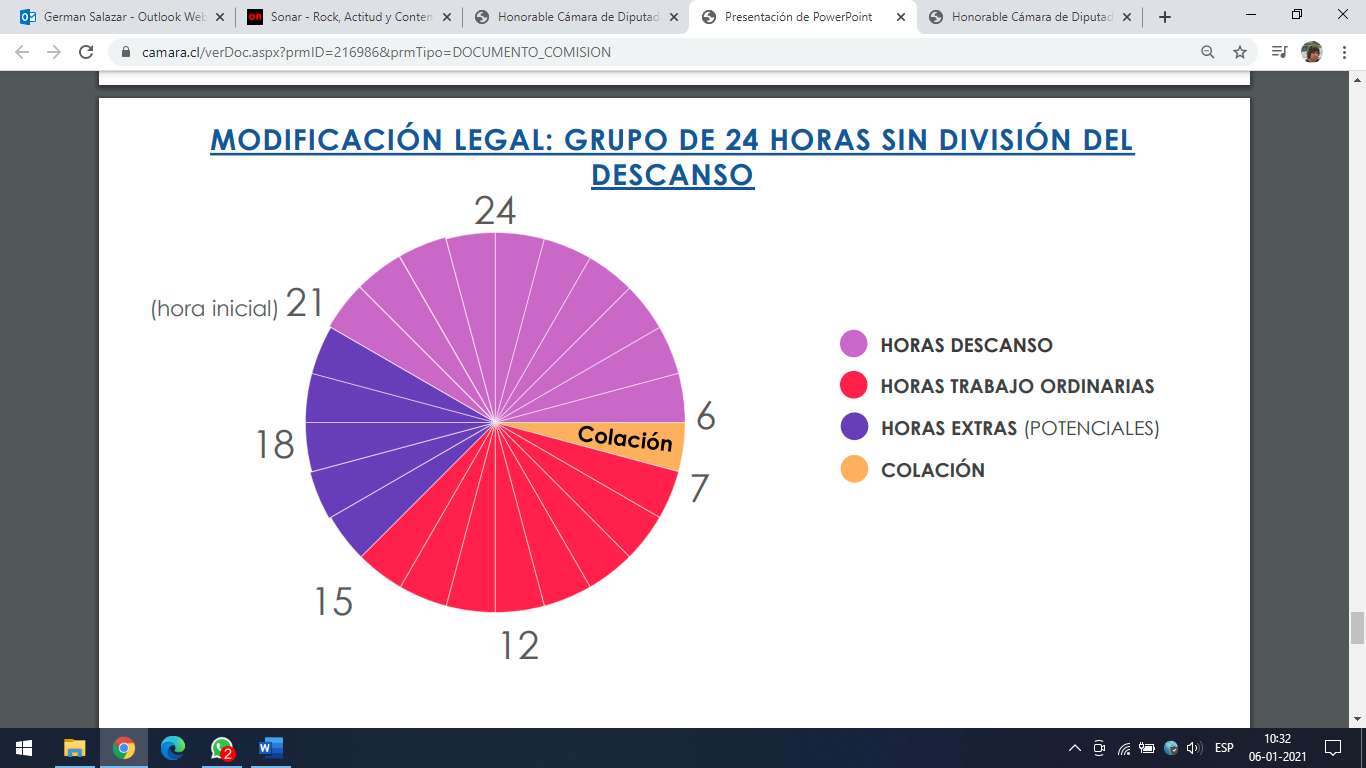 German Salazar - Outlook Web
Sonar - Rock, Actitud y Conten
Honorable Cámara de Diputad
Presentación de PowerPoint
Honorable Cámara de Diputad
camara.cl/verDoc.aspx?prmID=216986&prmTipo=DOCUMENTO_COMISION
MODIFICACIÓN LEGAL: GRUPO DE 24 HORAS SIN DIVISIÓN DEL
DESCANSO
24
(hora inicial) 21
18
15
12
7
6
Colación
HORAS DESCANSO
HORAS TRABAJO ORDINARIAS
HORAS EXTRAS (POTENCIALES)
COLACIÓN
2
ESP
10:32
06-01-2021